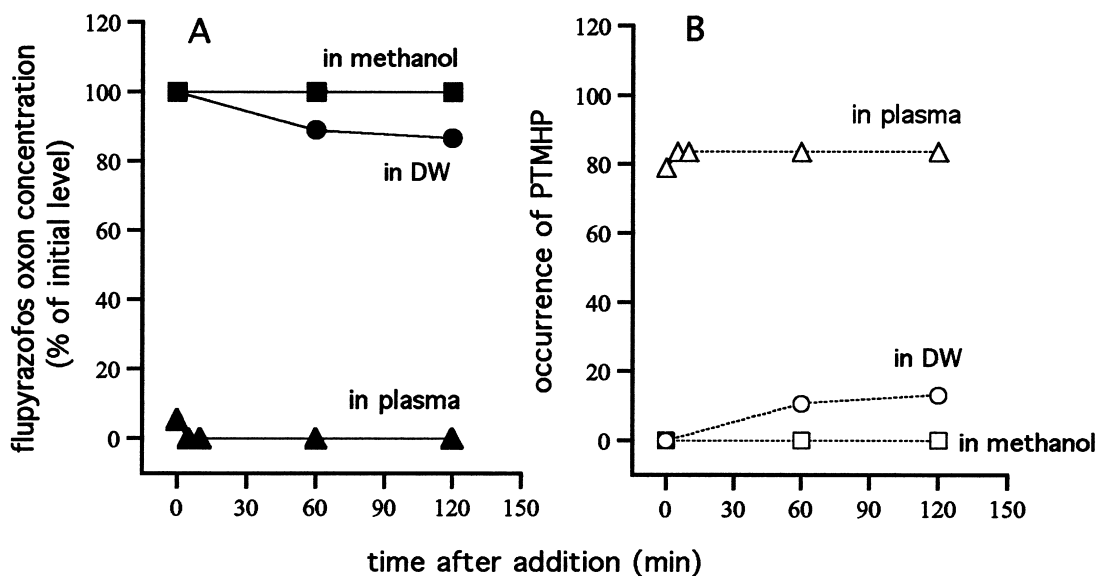 A
B
flupyrazofos oxon concentration
(% of initial level)
120
100
80
60
40
20
0
in methanol
in DW
in plasma
0 30 60 90 120 150
occurrence of PTMHP
120
100
80
60
40
20
0
in plasma
in DW
in methanol
0 30 60 90 120 150
time after addition (min)